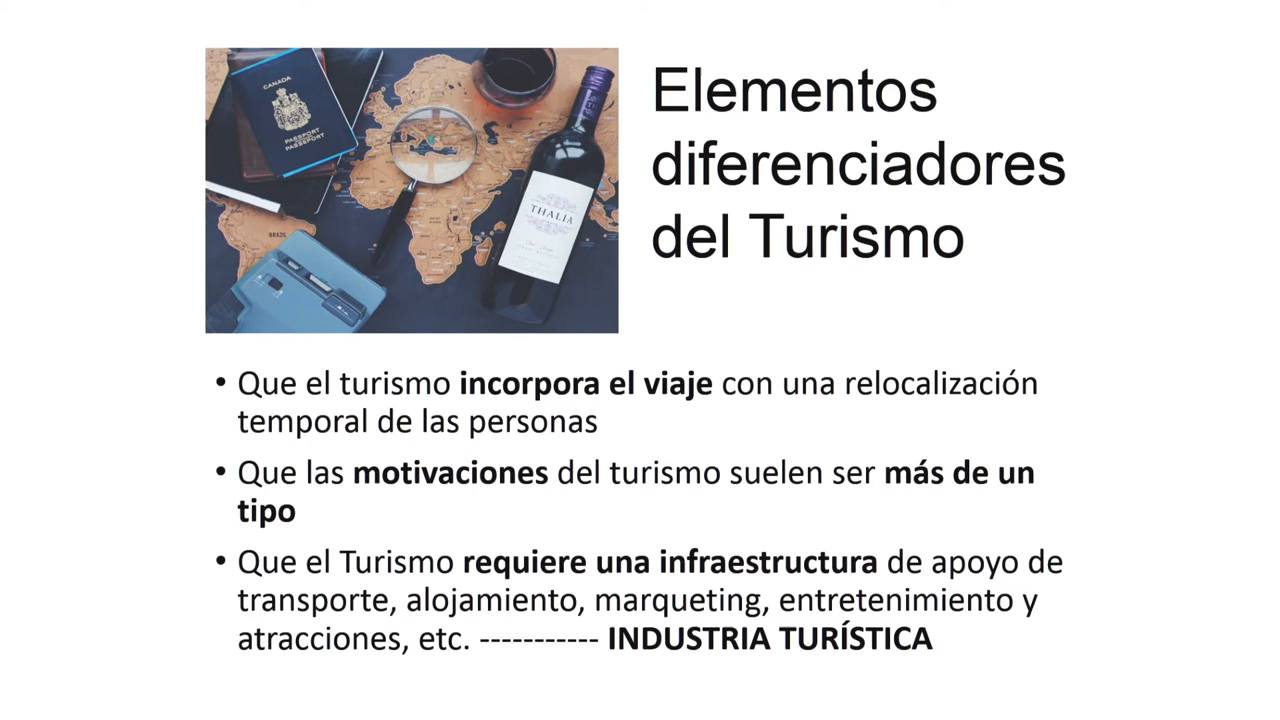 Elementos
diferenciadores
del Turismo
CANADA
PASSPORT
PASSEPORT
BRAZIL
THALIA
• Que el turismo incorpora el viaje con una relocalización
temporal de las personas
• Que las motivaciones del turismo suelen ser más de un
tipo
• Que el Turismo requiere una infraestructura de apoyo de
transporte, alojamiento, marqueting, entretenimiento y
atracciones, etc. ----------- INDUSTRIA TURÍSTICA